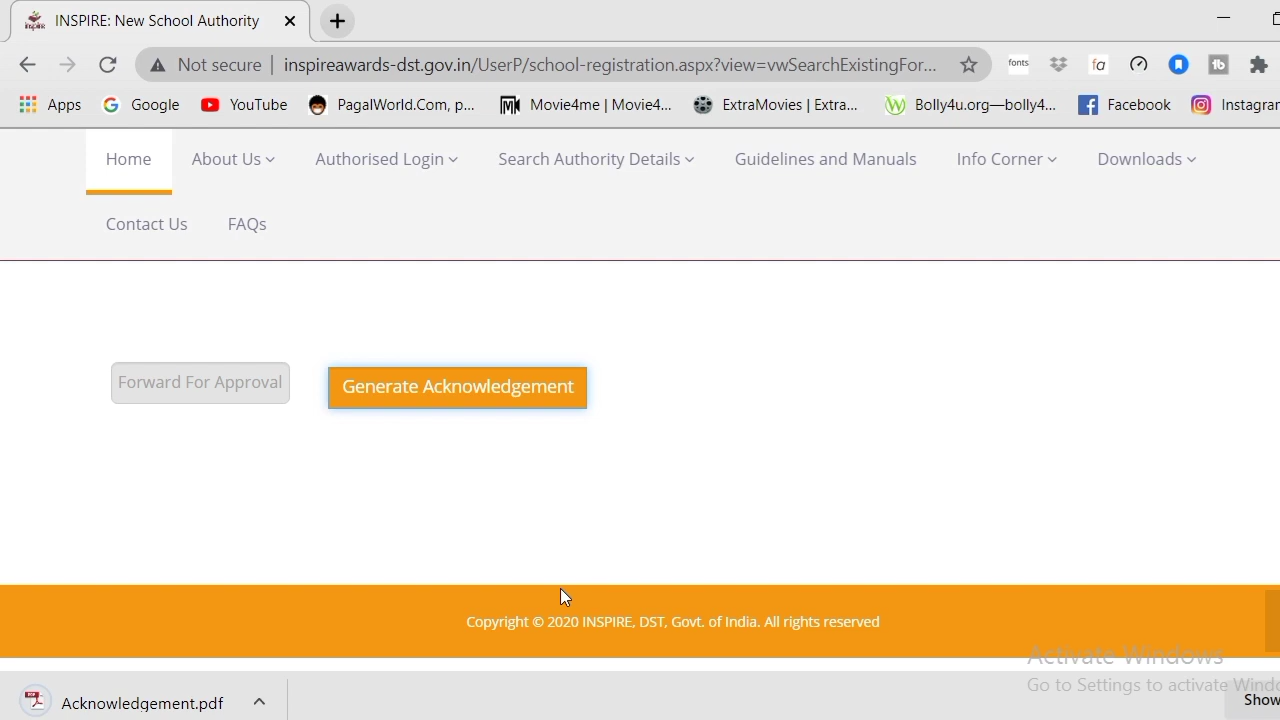 INSPIRE: New School Authority
Not secure | inspireawards-dst.gov.in/UserP/school-registration.aspx?view=vwSearchExistingFor...
fonts
fa
tb
Apps Google YouTube PagalWorld.Com, p... Movie4me | Movie4... ExtraMovies | Extra... Bolly4u.org—bolly4... Facebook Instagram
Home About Us Authorised Login Search Authority Details Guidelines and Manuals Info Corner Downloads
Contact Us FAQs
Forward For Approval Generate Acknowledgement
Copyright © 2020 INSPIRE, DST, Govt. of India. All rights reserved
Activate Windows
Go to Settings to activate Windo
Acknowledgement.pdf
Show